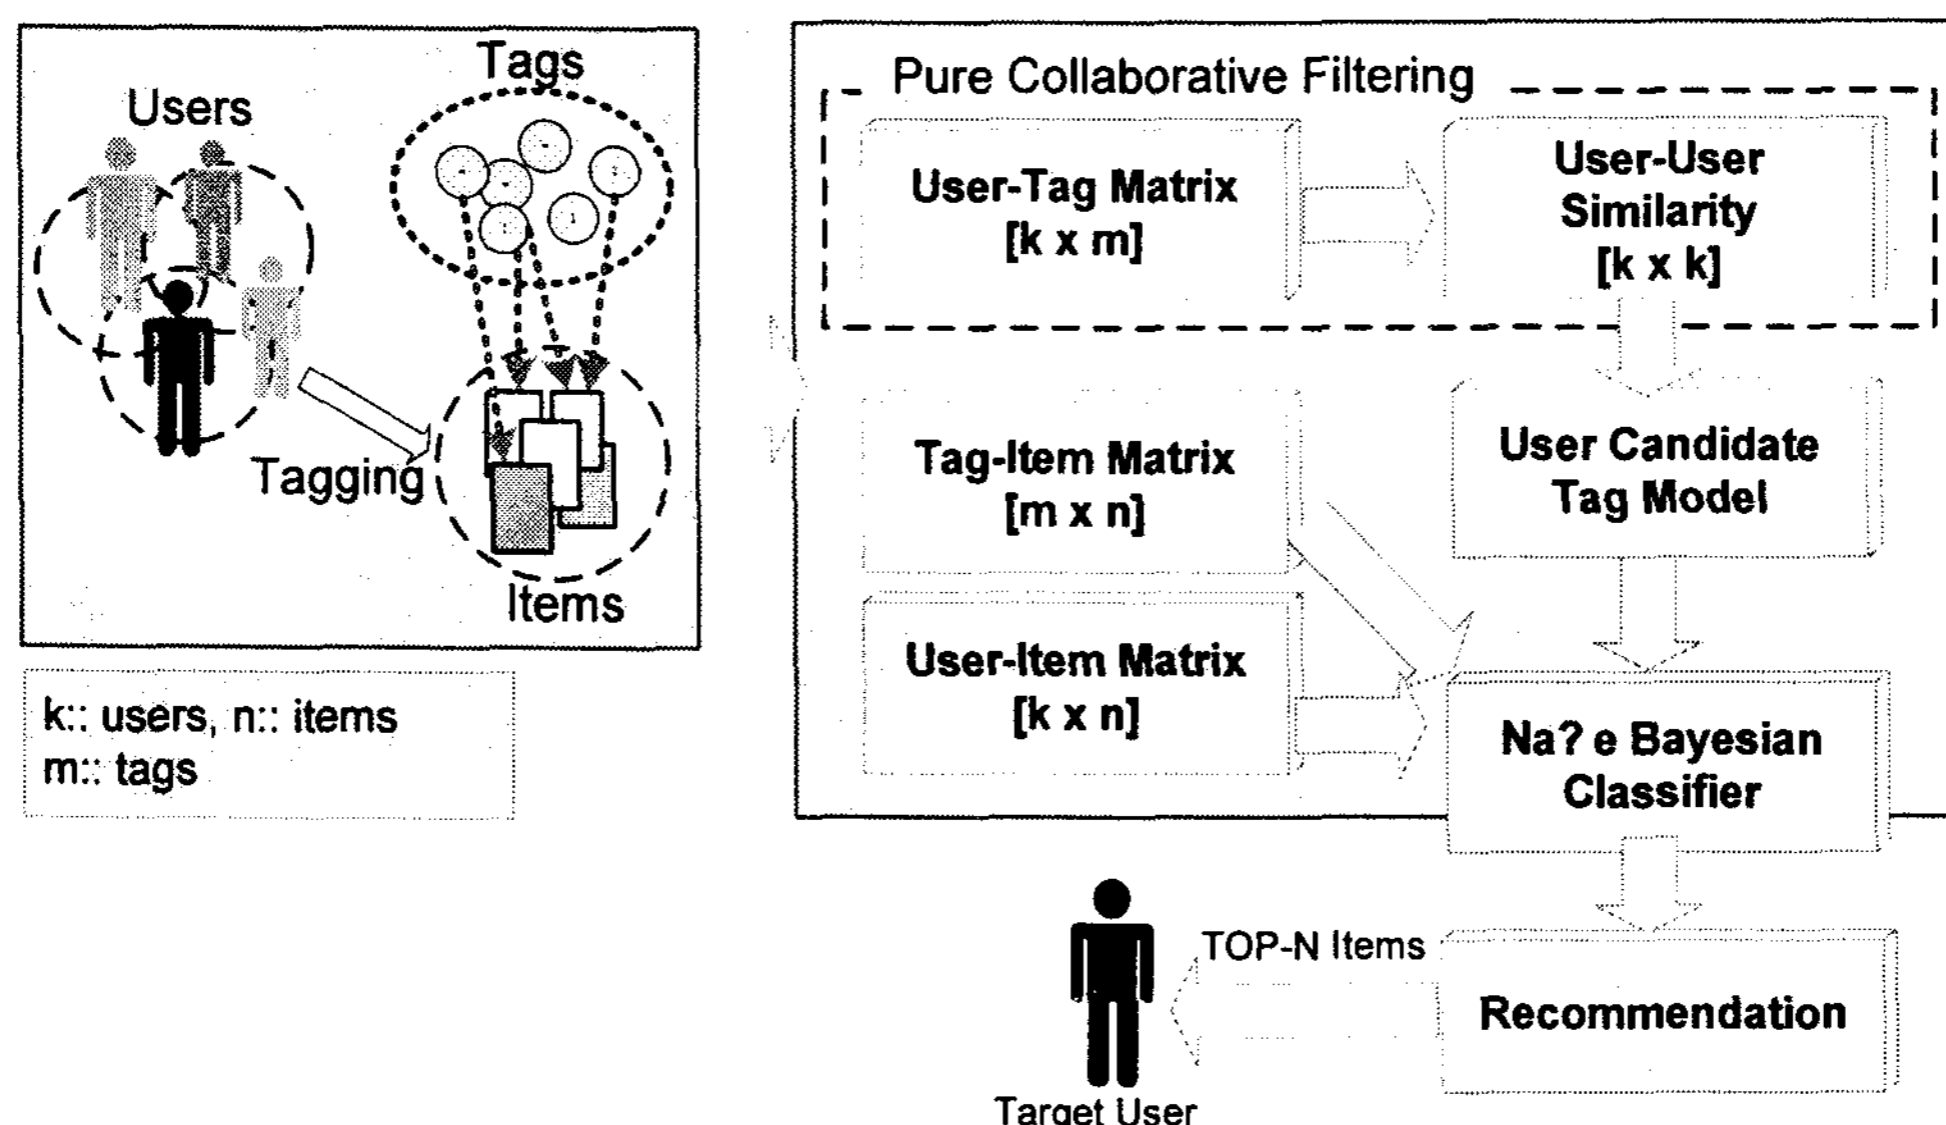 Tags
Users
Tagging
Items
k:: users, n:: items
m:: tags
Pure Collaborative Filtering
User-Tag Matrix
[k x m]
User-User
Similarity
[k x k]
Tag-Item Matrix
[m x n]
User Candidate
Tag Model
User-Item Matrix
[k x n]
Na? e Bayesian
Classifier
TOP-N Items
Recommendation
Target User